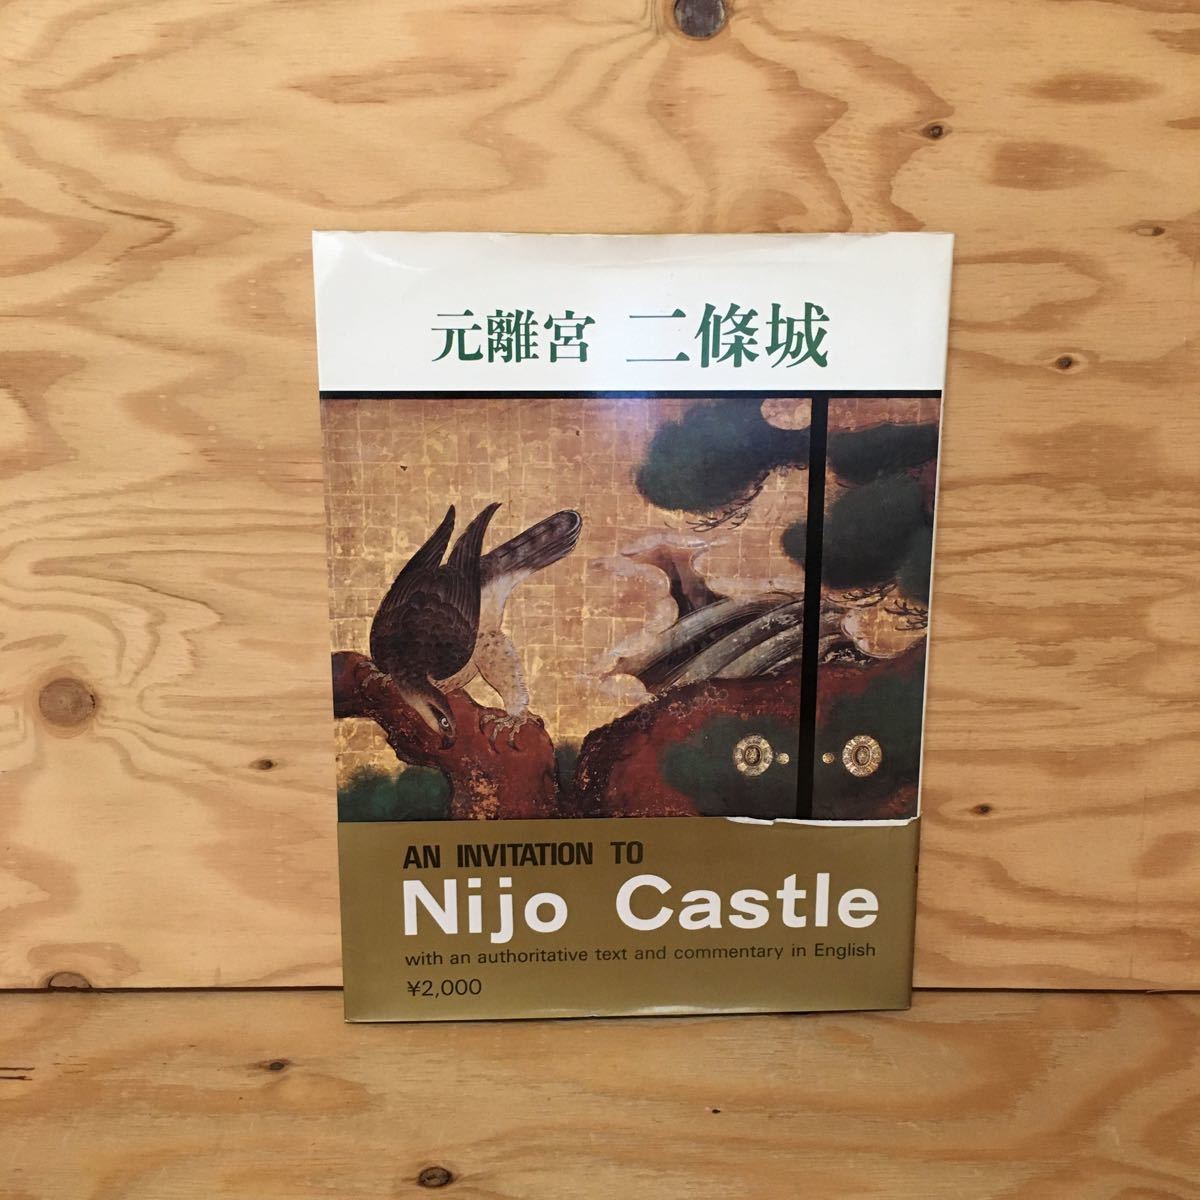 元離宮 二條城
AN INVITATION TO
Nijo Castle
with an authoritative text and commentary in English
¥2,000